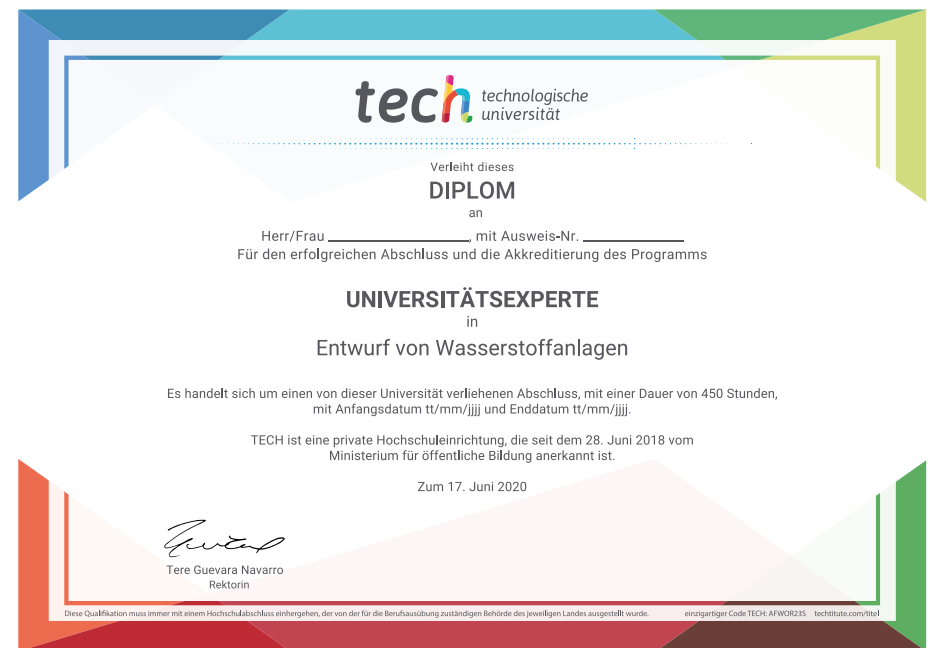 tech technologische
universität
Verleiht dieses
DIPLOM
an
Herr/Frau ____________________, mit Ausweis-Nr. ______________
Für den erfolgreichen Abschluss und die Akkreditierung des Programms
UNIVERSITÄTSEXPERTE
in
Entwurf von Wasserstoffanlagen
Es handelt sich um einen von dieser Universität verliehenen Abschluss, mit einer Dauer von 450 Stunden,
mit Anfangsdatum tt/mm/jjjj und Enddatum tt/mm/jjjj.
TECH ist eine private Hochschuleinrichtung, die seit dem 28. Juni 2018 vom
Ministerium für öffentliche Bildung anerkannt ist.
Zum 17. Juni 2020
Tere Guevara Navarro
Rektorin
Diese Qualifikation muss immer mit einem Hochschulabschluss einhergehen, der von der für die Berufsausübung zuständigen Behörde des jeweiligen Landes ausgestellt wurde. einzigartiger Code TECH: AFWOR23S techtitute.com/titel